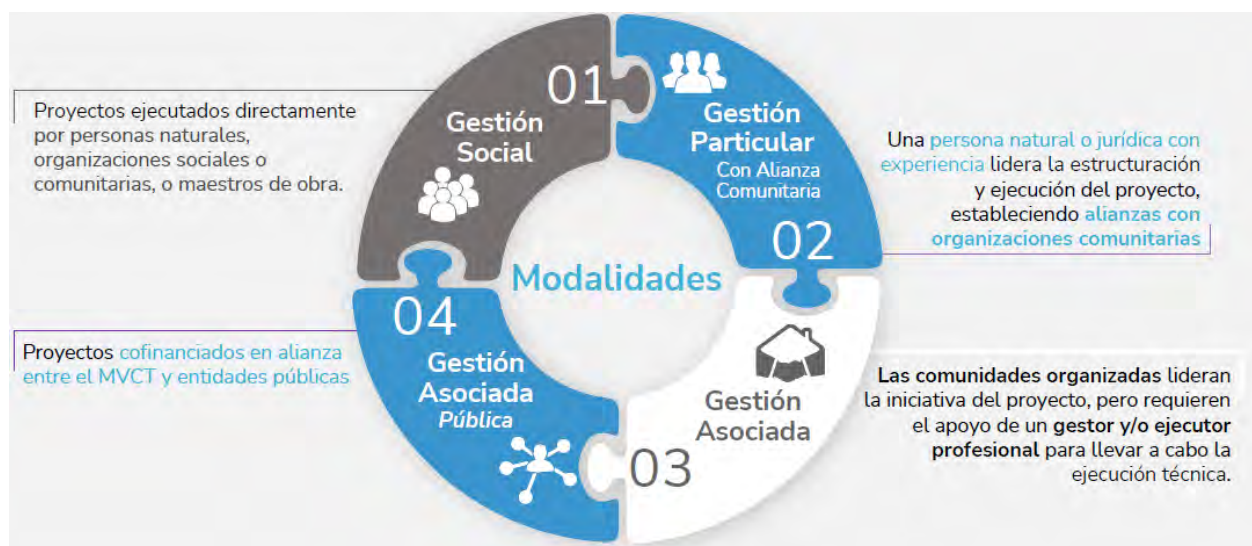 01
Gestión
Social
Proyectos ejecutados directamente
por personas naturales,
organizaciones sociales o
comunitarias, o maestros de obra.
Gestión
Particular
Con Alianza
Comunitaria
02
Una persona natural o jurídica con
experiencia lidera la estructuración
y ejecución del proyecto,
estableciendo alianzas con
organizaciones comunitarias
Modalidades
Gestión
Asociada
03
Las comunidades organizadas lideran
la iniciativa del proyecto, pero requieren
el apoyo de un gestor y/o ejecutor
profesional para llevar a cabo la
ejecución técnica.
04
Gestión
Asociada
Pública
Proyectos cofinanciados en alianza
entre el MVCT y entidades públicas